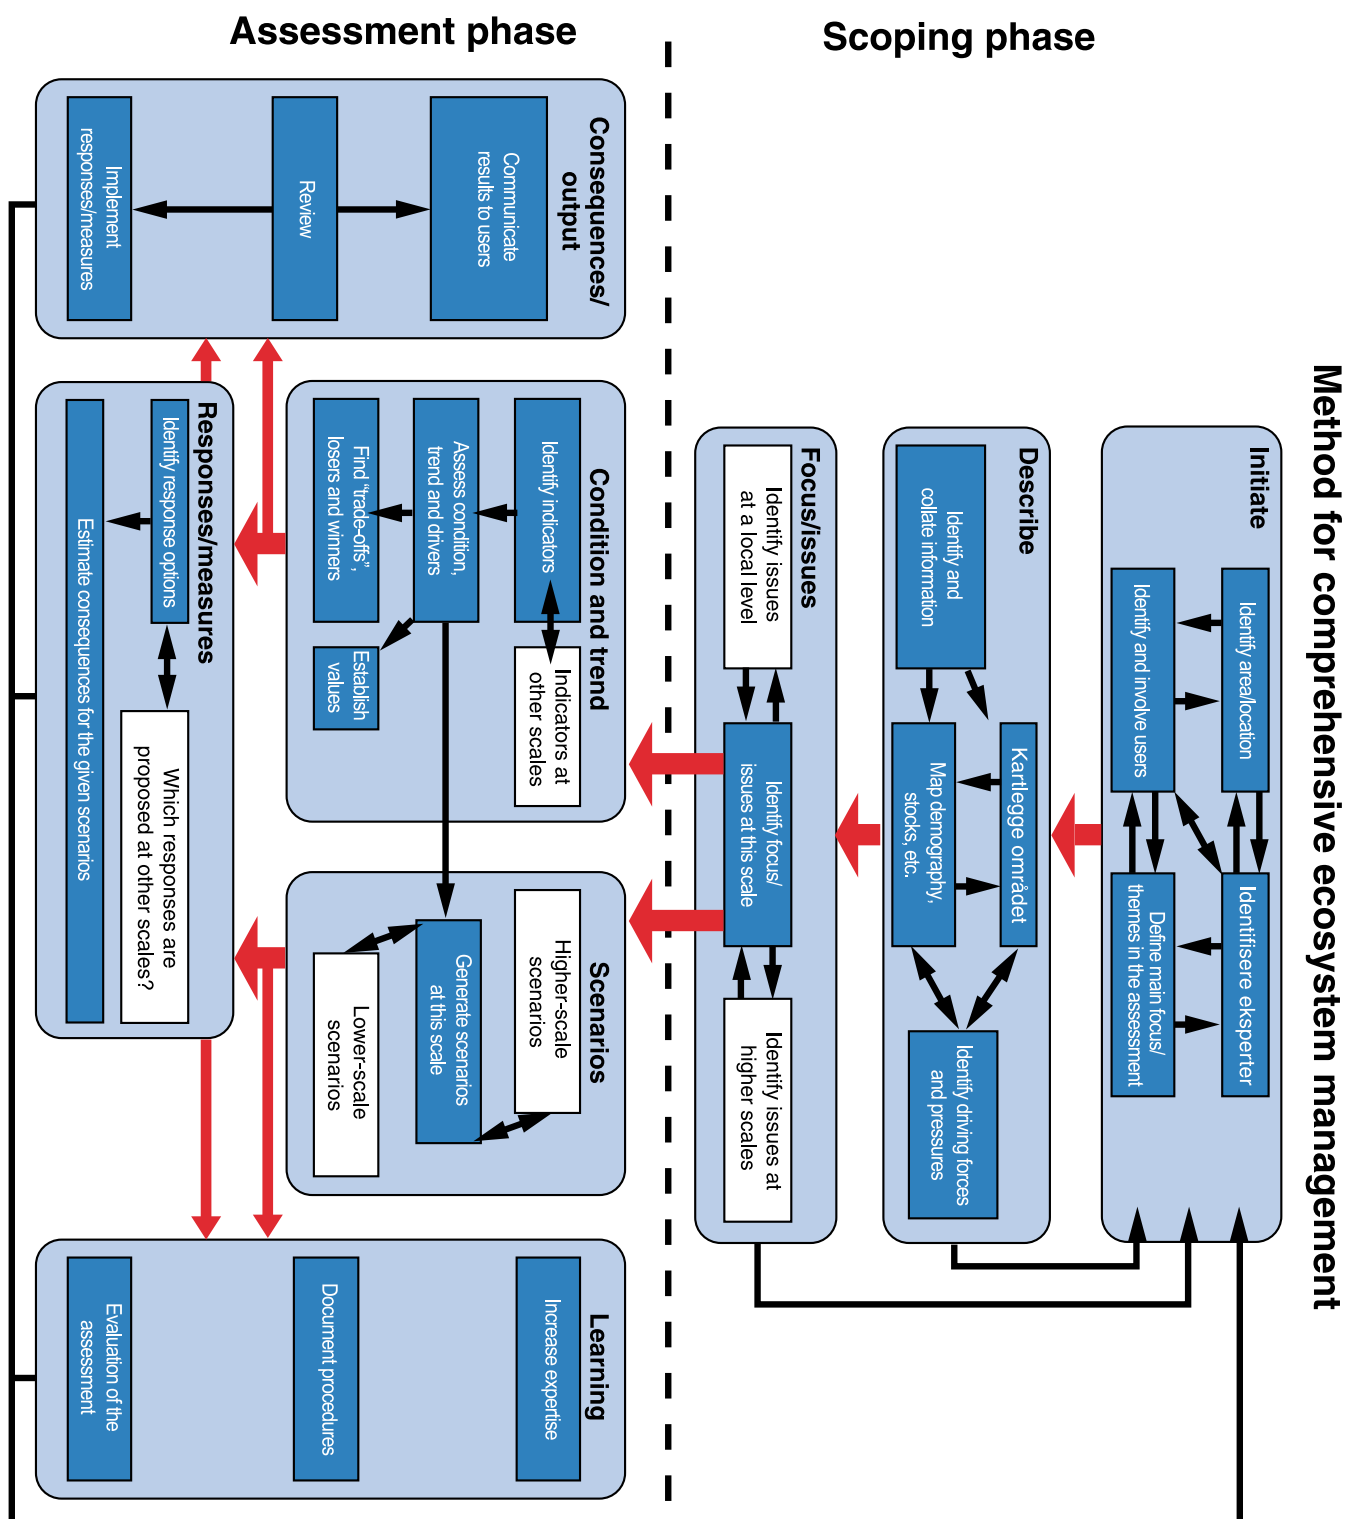 Method for comprehensive ecosystem management
Scoping phase
Initiate
Identify area/location
Identifisere eksperter
Identify and involve users
Define main focus/
themes in the assessment
Describe
Identify and
collate information
Kartlegge området
Map demography,
stocks, etc.
Identify driving forces
and pressures
Focus/issues
Identify issues
at a local level
Identify focus/
issues at this scale
Identify issues at
higher scales
Assessment phase
Consequences/
output
Communicate
results to users
Review
Implement
responses/measures
Condition and trend
Identify indicators
Indicators at
other scales
Assess condition,
trend and drivers
Find “trade-offs”,
losers and winners
Establish
values
Scenarios
Higher-scale
scenarios
Generate scenarios
at this scale
Lower-scale
scenarios
Responses/measures
Identify response options
Which responses are
proposed at other scales?
Estimate consequences for the given scenarios
Learning
Increase expertise
Document procedures
Evaluation of the
assessment